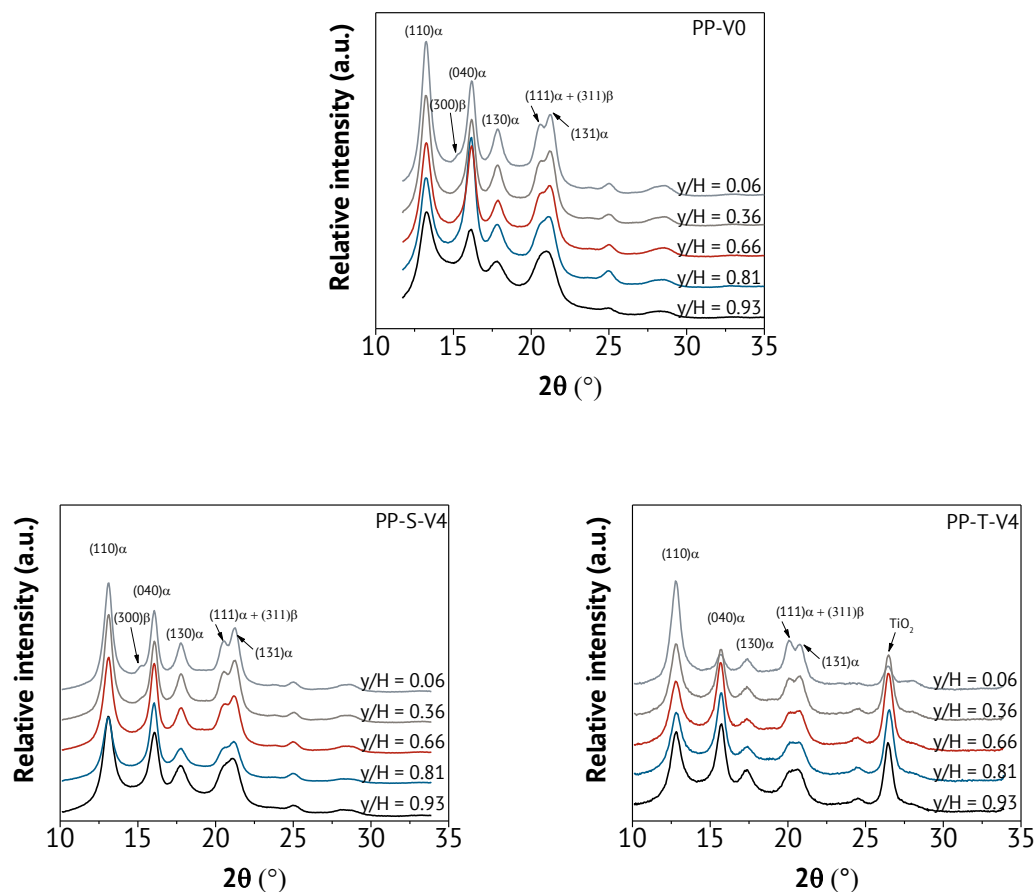 PP-V0
(110)α
(040)α
(300)β
(111)α + (311)β
(130)α
(131)α
Relative intensity (a.u.)
y/H = 0.06
y/H = 0.36
y/H = 0.66
y/H = 0.81
y/H = 0.93
10 15 20 25 30 35
2θ (°)
PP-S-V4
(110)α
(040)α
(300)β
(111)α + (311)β
(130)α
(131)α
Relative intensity (a.u.)
y/H = 0.06
y/H = 0.36
y/H = 0.66
y/H = 0.81
y/H = 0.93
10 15 20 25 30 35
2θ (°)
PP-T-V4
(110)α
(040)α
(111)α + (311)β
TiO₂
(130)α
(131)α
Relative intensity (a.u.)
y/H = 0.06
y/H = 0.36
y/H = 0.66
y/H = 0.81
y/H = 0.93
10 15 20 25 30 35
2θ (°)